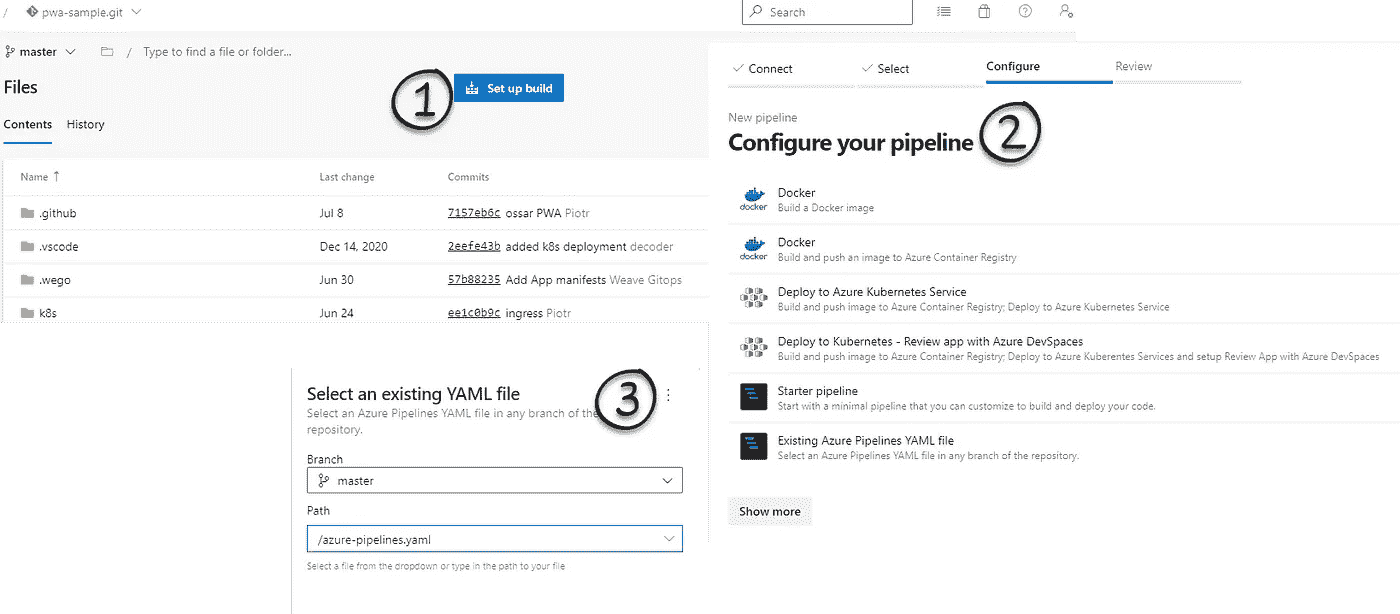 / pwa-sample.git
Search
master / Type to find a file or folder...
Files
1
Set up build
Contents History
Name ↑ Last change Commits
.github Jul 8 7157eb6c ossar PWA Piotr
.vscode Dec 14, 2020 2eefe43b added k8s deployment decoder
.wego Jun 30 57b88235 Add App manifests Weave Gitops
k8s Jun 24 ee1c0b9c ingress Piotr
Connect Select Configure Review
New pipeline
Configure your pipeline
2
docker
Docker
Build a Docker image
docker
Docker
Build and push an image to Azure Container Registry
Deploy to Azure Kubernetes Service
Build and push image to Azure Container Registry; Deploy to Azure Kubernetes Service
Deploy to Kubernetes - Review app with Azure DevSpaces
Build and push image to Azure Container Registry; Deploy to Azure Kuberentes Services and setup Review App with Azure DevSpaces
Starter pipeline
Start with a minimal pipeline that you can customize to build and deploy your code.
Existing Azure Pipelines YAML file
Select an Azure Pipelines YAML file in any branch of the repository.
Show more
Select an existing YAML file
3
Select an Azure Pipelines YAML file in any branch of the
repository.
Branch
master
Path
/azure-pipelines.yaml
Select a file from the dropdown or type in the path to your file